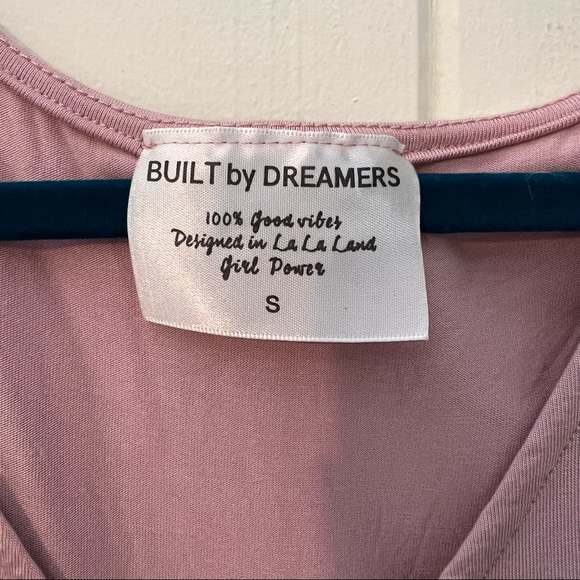 BUILT by DREAMERS
100% Good vibes
Designed in La La Land
Girl Power
S